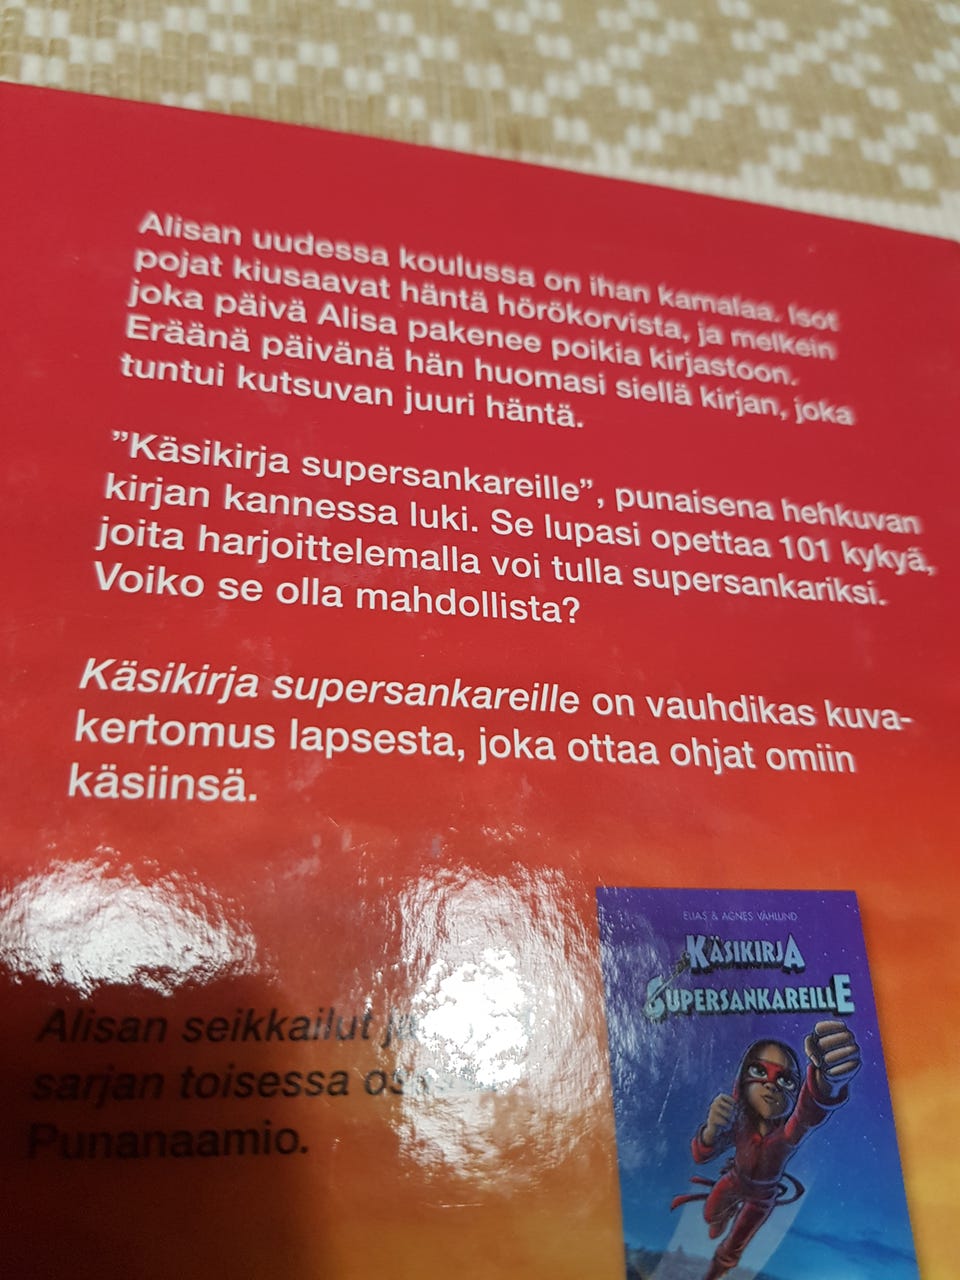 Alisan uudessa koulussa on ihan kamalaa. Isot
pojat kiusaavat häntä hörökorvista, ja melkein
joka päivä Alisa pakenee poikia kirjastoon.
Eräänä päivänä hän huomasi siellä kirjan, joka
tuntui kutsuvan juuri häntä.
”Käsikirja supersankareille”, punaisena hehkuvan
kirjan kannessa luki. Se lupasi opettaa 101 kykyä,
joita harjoittelemalla voi tulla supersankariksi.
Voiko se olla mahdollista?
Käsikirja supersankareille on vauhdikas kuva-
kertomus lapsesta, joka ottaa ohjat omiin
käsiinsä.
Alisan seikkailut
sarjan toisessa
Punanaamio.
ELIAS & AGNES VÅHLUND
KÄSIKIRJA
SUPERSANKAREILLE